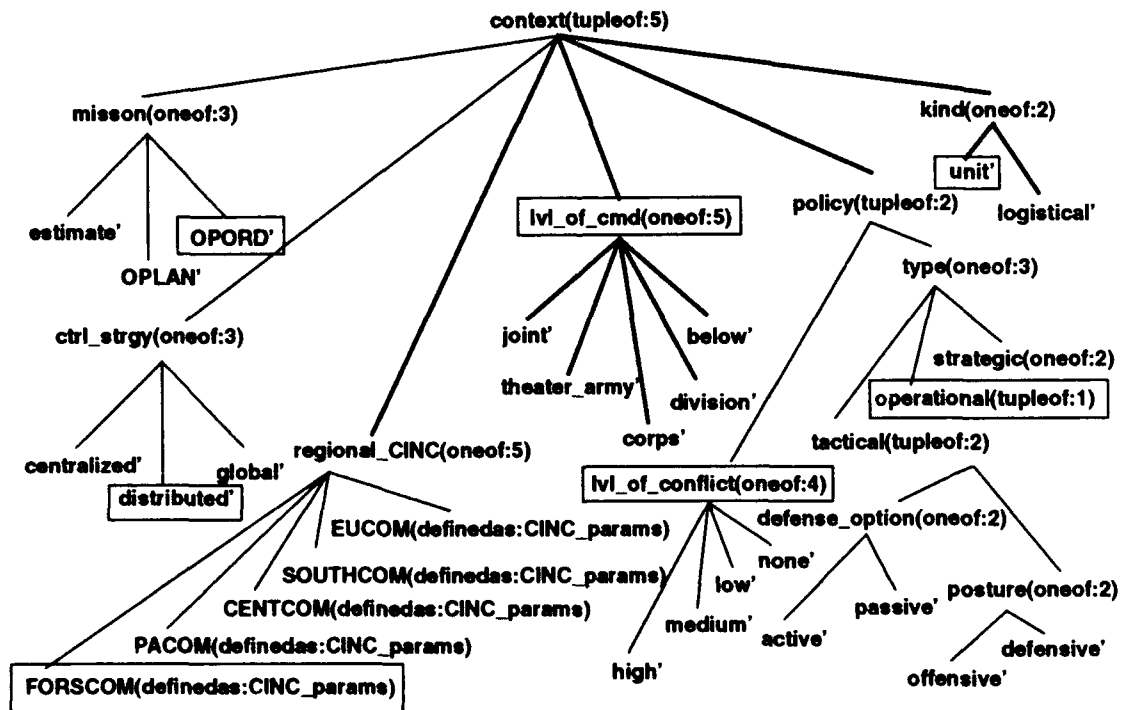 context(tupleof:5)
misson(oneof:3)
kind(oneof:2)
unit'
lvl_of_cmd(oneof:5)
policy(tupleof:2)
logistical'
estimate'
OPORD'
OPLAN'
type(oneof:3)
ctrl_strgy(oneof:3)
joint'
below'
strategic(oneof:2)
theater_army'
division'
operational(tupleof:1)
corps'
tactical(tupleof:2)
regional_CINC(oneof:5)
centralized'
global'
distributed'
lvl_of_conflict(oneof:4)
defense_option(oneof:2)
EUCOM(definedas:CINC_params)
none'
SOUTHCOM(definedas:CINC_params)
low'
posture(oneof:2)
CENTCOM(definedas:CINC_params)
passive'
medium'
active'
PACOM(definedas:CINC_params)
defensive'
high'
offensive'
FORSCOM(definedas:CINC_params)